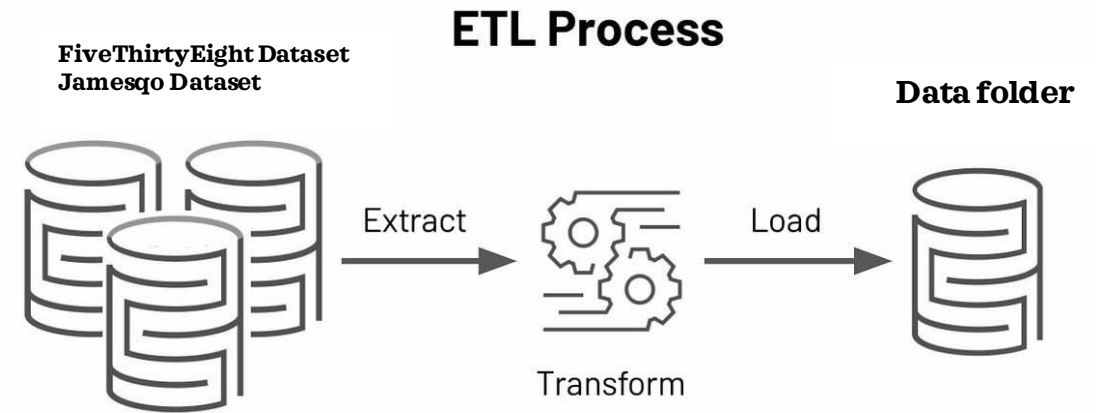 ETL Process
FiveThirtyEight Dataset
Jamesqo Dataset
Data folder
Extract
Load
Transform